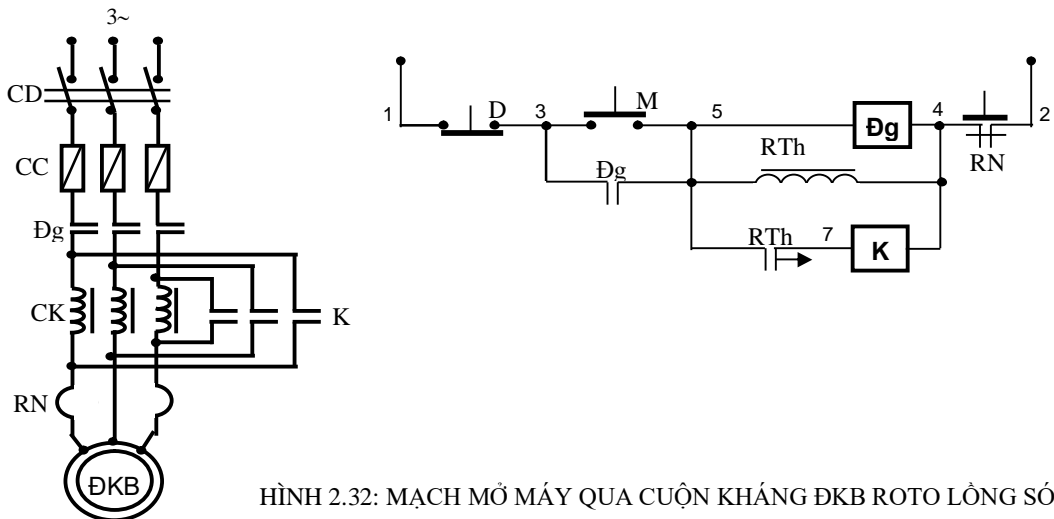 3~
CD
CC
Đg
CK
K
RN
ĐKB
1
D
3
M
5
Đg
4
2
RN
RTh
Đg
RTh
7
K
HÌNH 2.32: MẠCH MỞ MÁY QUA CUỘN KHÁNG ĐKB ROTO LỒNG SÓ